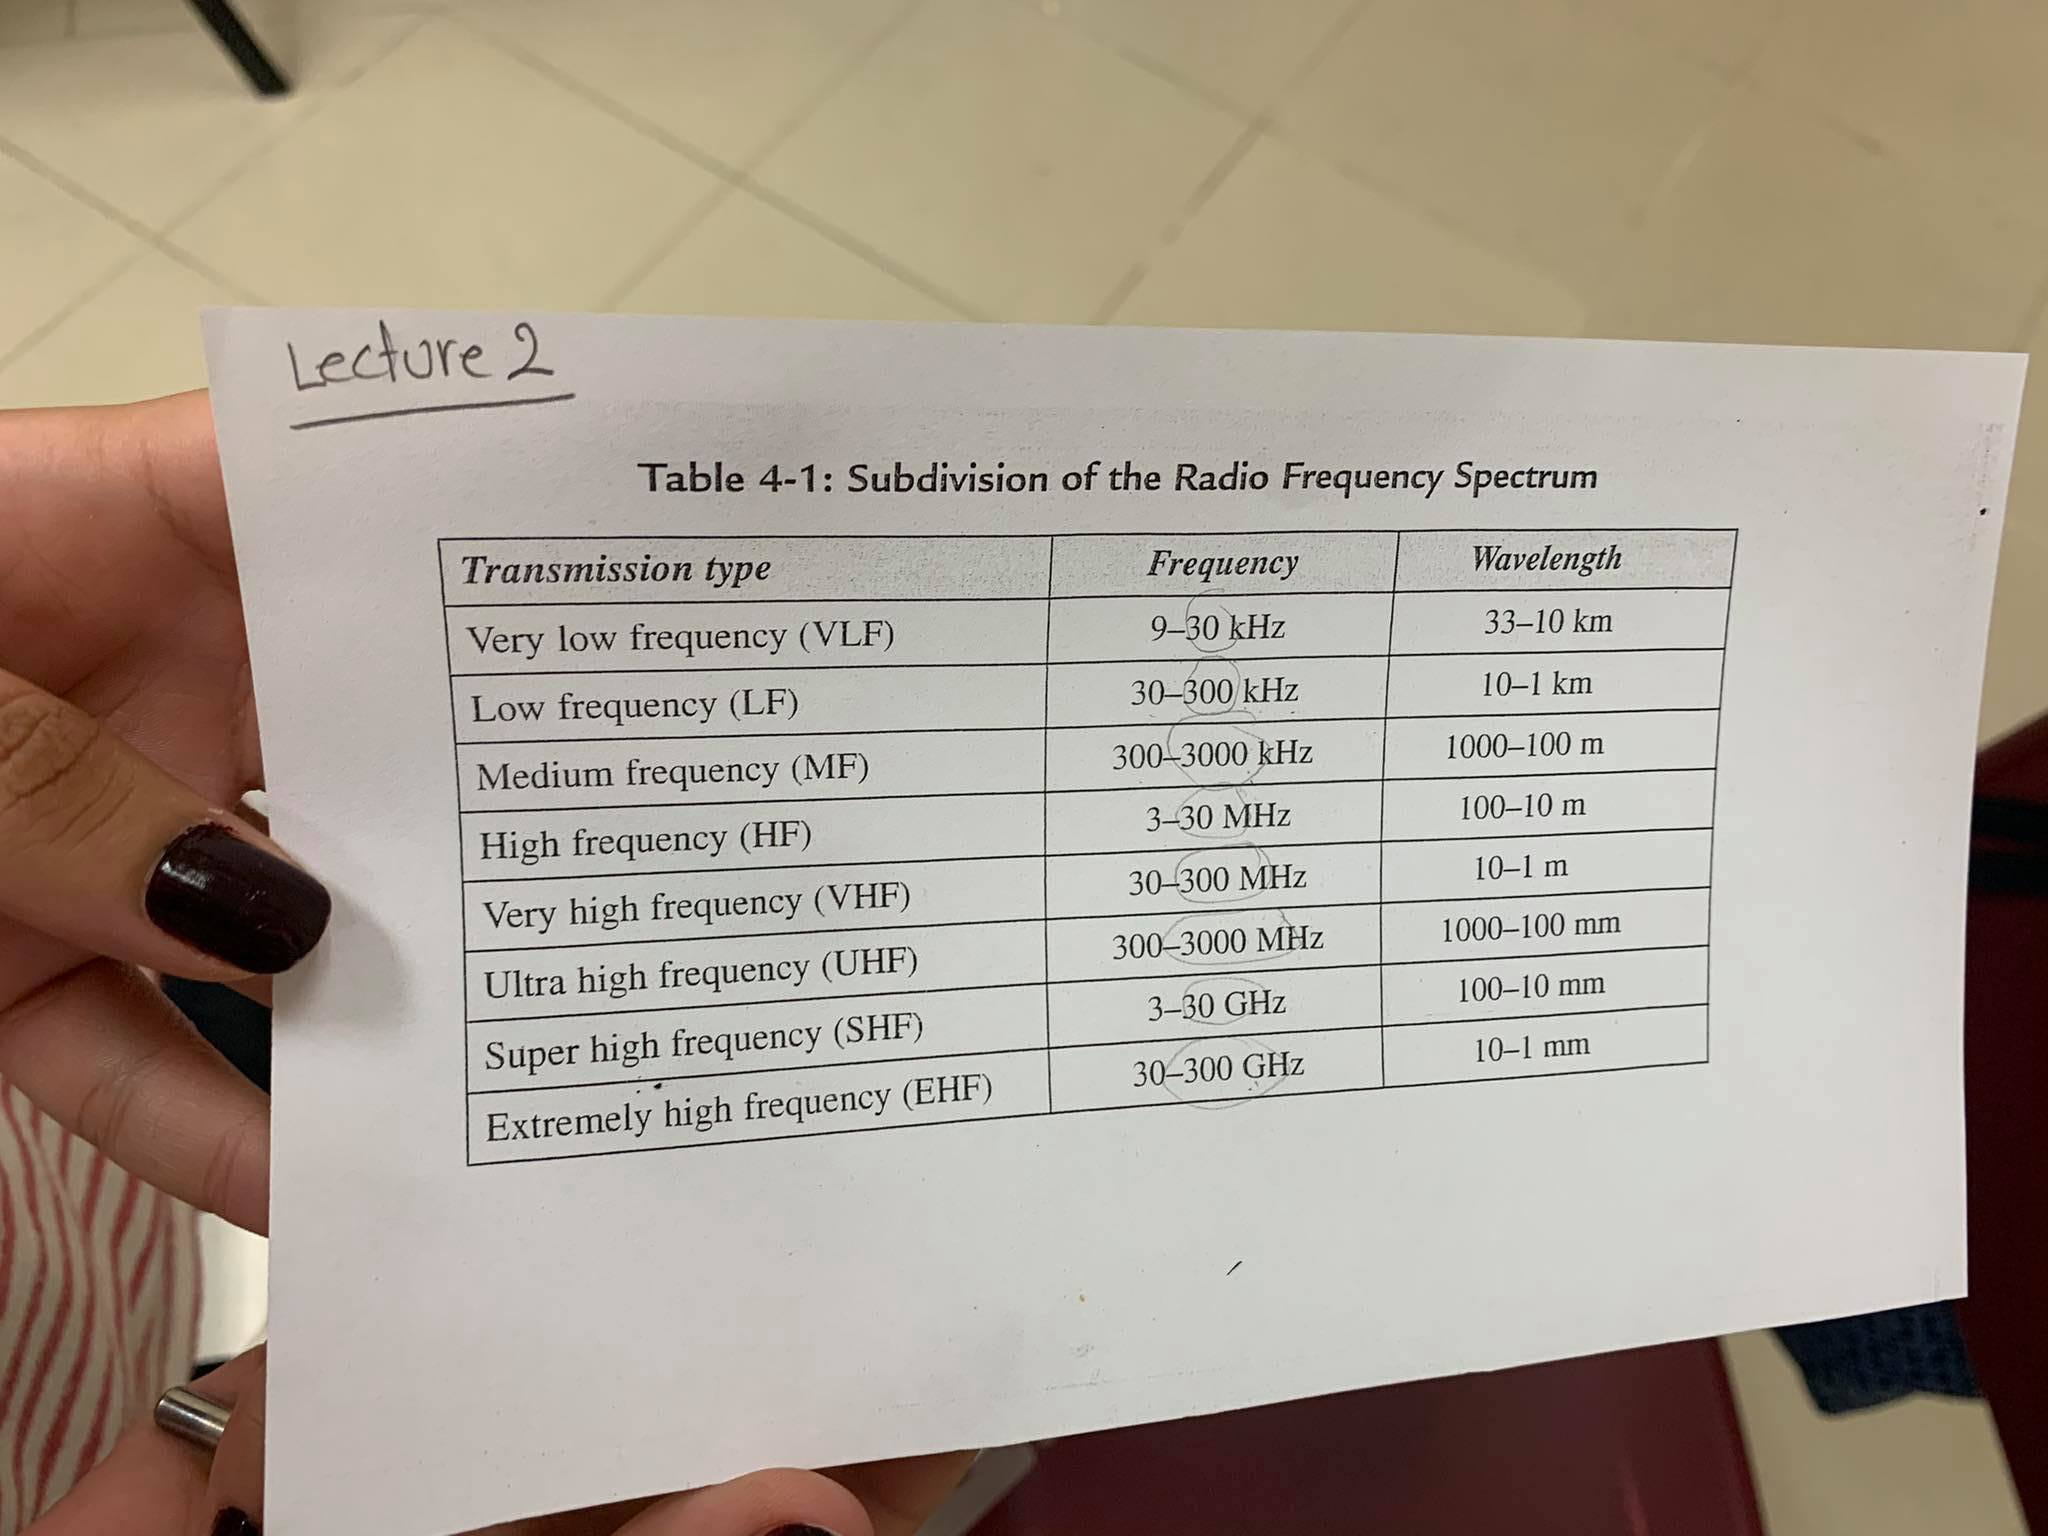 Lecture 2
Table 4-1: Subdivision of the Radio Frequency Spectrum
Transmission type Frequency Wavelength
Very low frequency (VLF) 9–30 kHz 33–10 km
Low frequency (LF) 30–300 kHz 10–1 km
Medium frequency (MF) 300–3000 kHz 1000–100 m
High frequency (HF) 3–30 MHz 100–10 m
Very high frequency (VHF) 30–300 MHz 10–1 m
Ultra high frequency (UHF) 300–3000 MHz 1000–100 mm
Super high frequency (SHF) 3–30 GHz 100–10 mm
Extremely high frequency (EHF) 30–300 GHz 10–1 mm